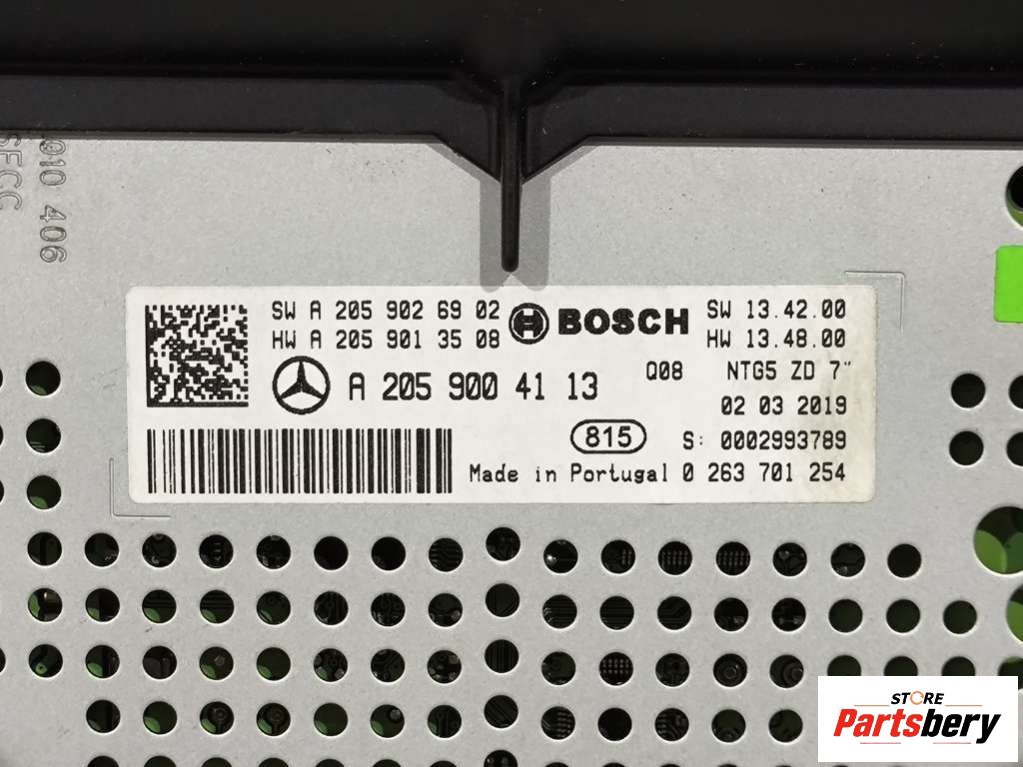 010 406
SECC
SW A 205 902 69 02
HW A 205 901 35 08
BOSCH
SW 13.42.00
HW 13.48.00
A 205 900 41 13
Q08 NTG5 ZD 7"
02 03 2019
815
S: 0002993789
Made in Portugal 0 263 701 254
STORE
Partsbery